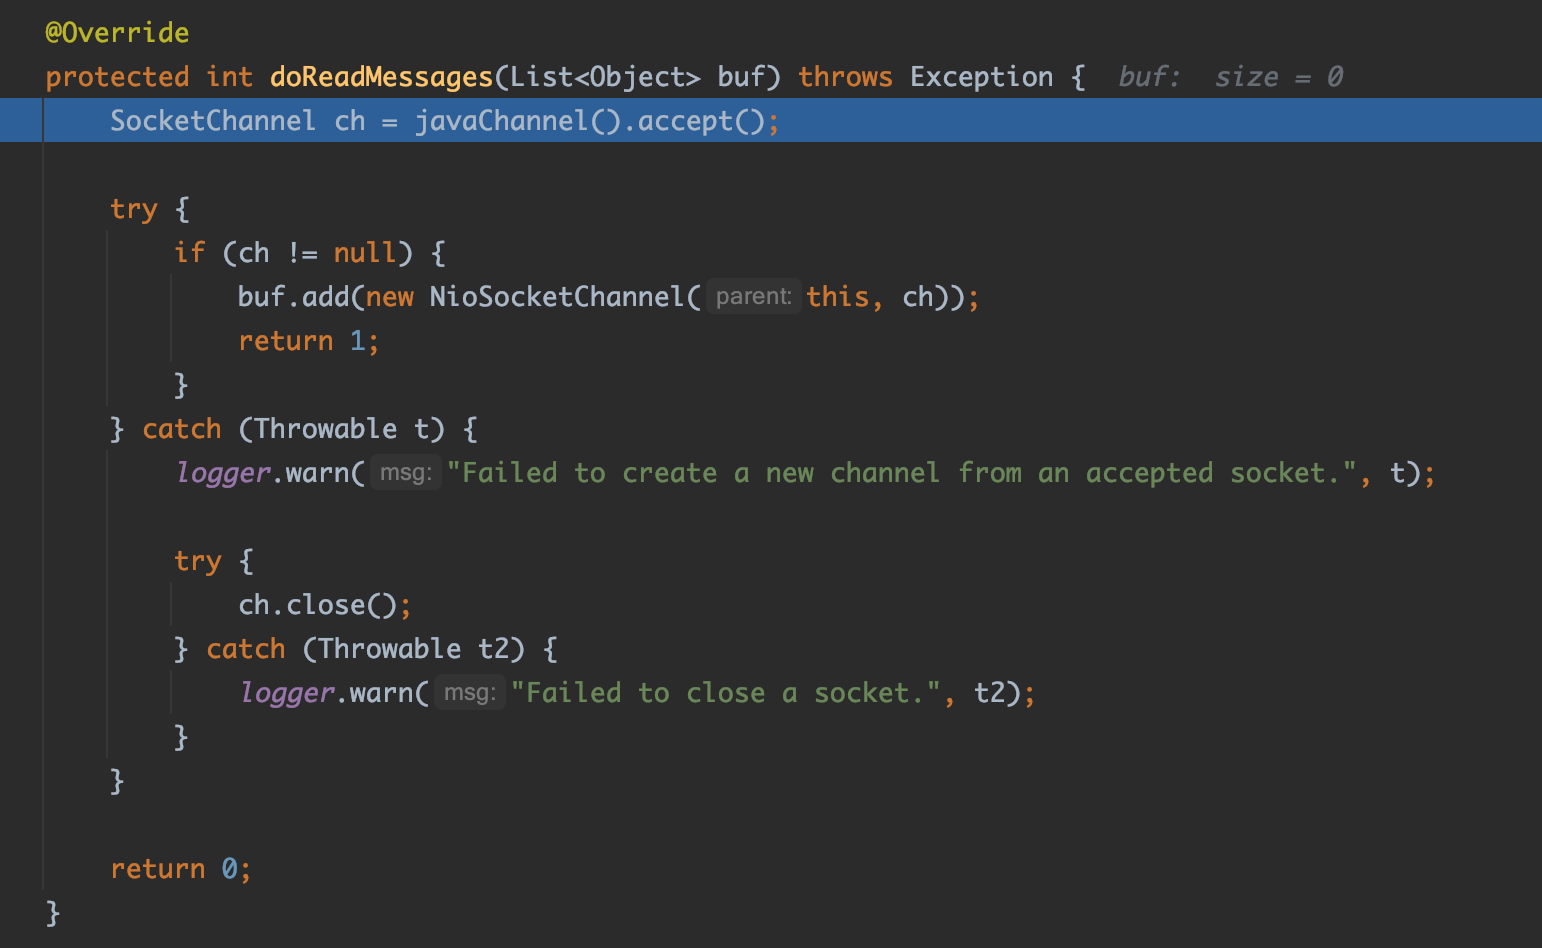 @Override
protected int doReadMessages(List<Object> buf) throws Exception {  buf:  size = 0
    SocketChannel ch = javaChannel().accept();

    try {
        if (ch != null) {
            buf.add(new NioSocketChannel( parent: this, ch));
            return 1;
        }
    } catch (Throwable t) {
        logger.warn( msg: "Failed to create a new channel from an accepted socket.", t);

        try {
            ch.close();
        } catch (Throwable t2) {
            logger.warn( msg: "Failed to close a socket.", t2);
        }
    }

    return 0;
}